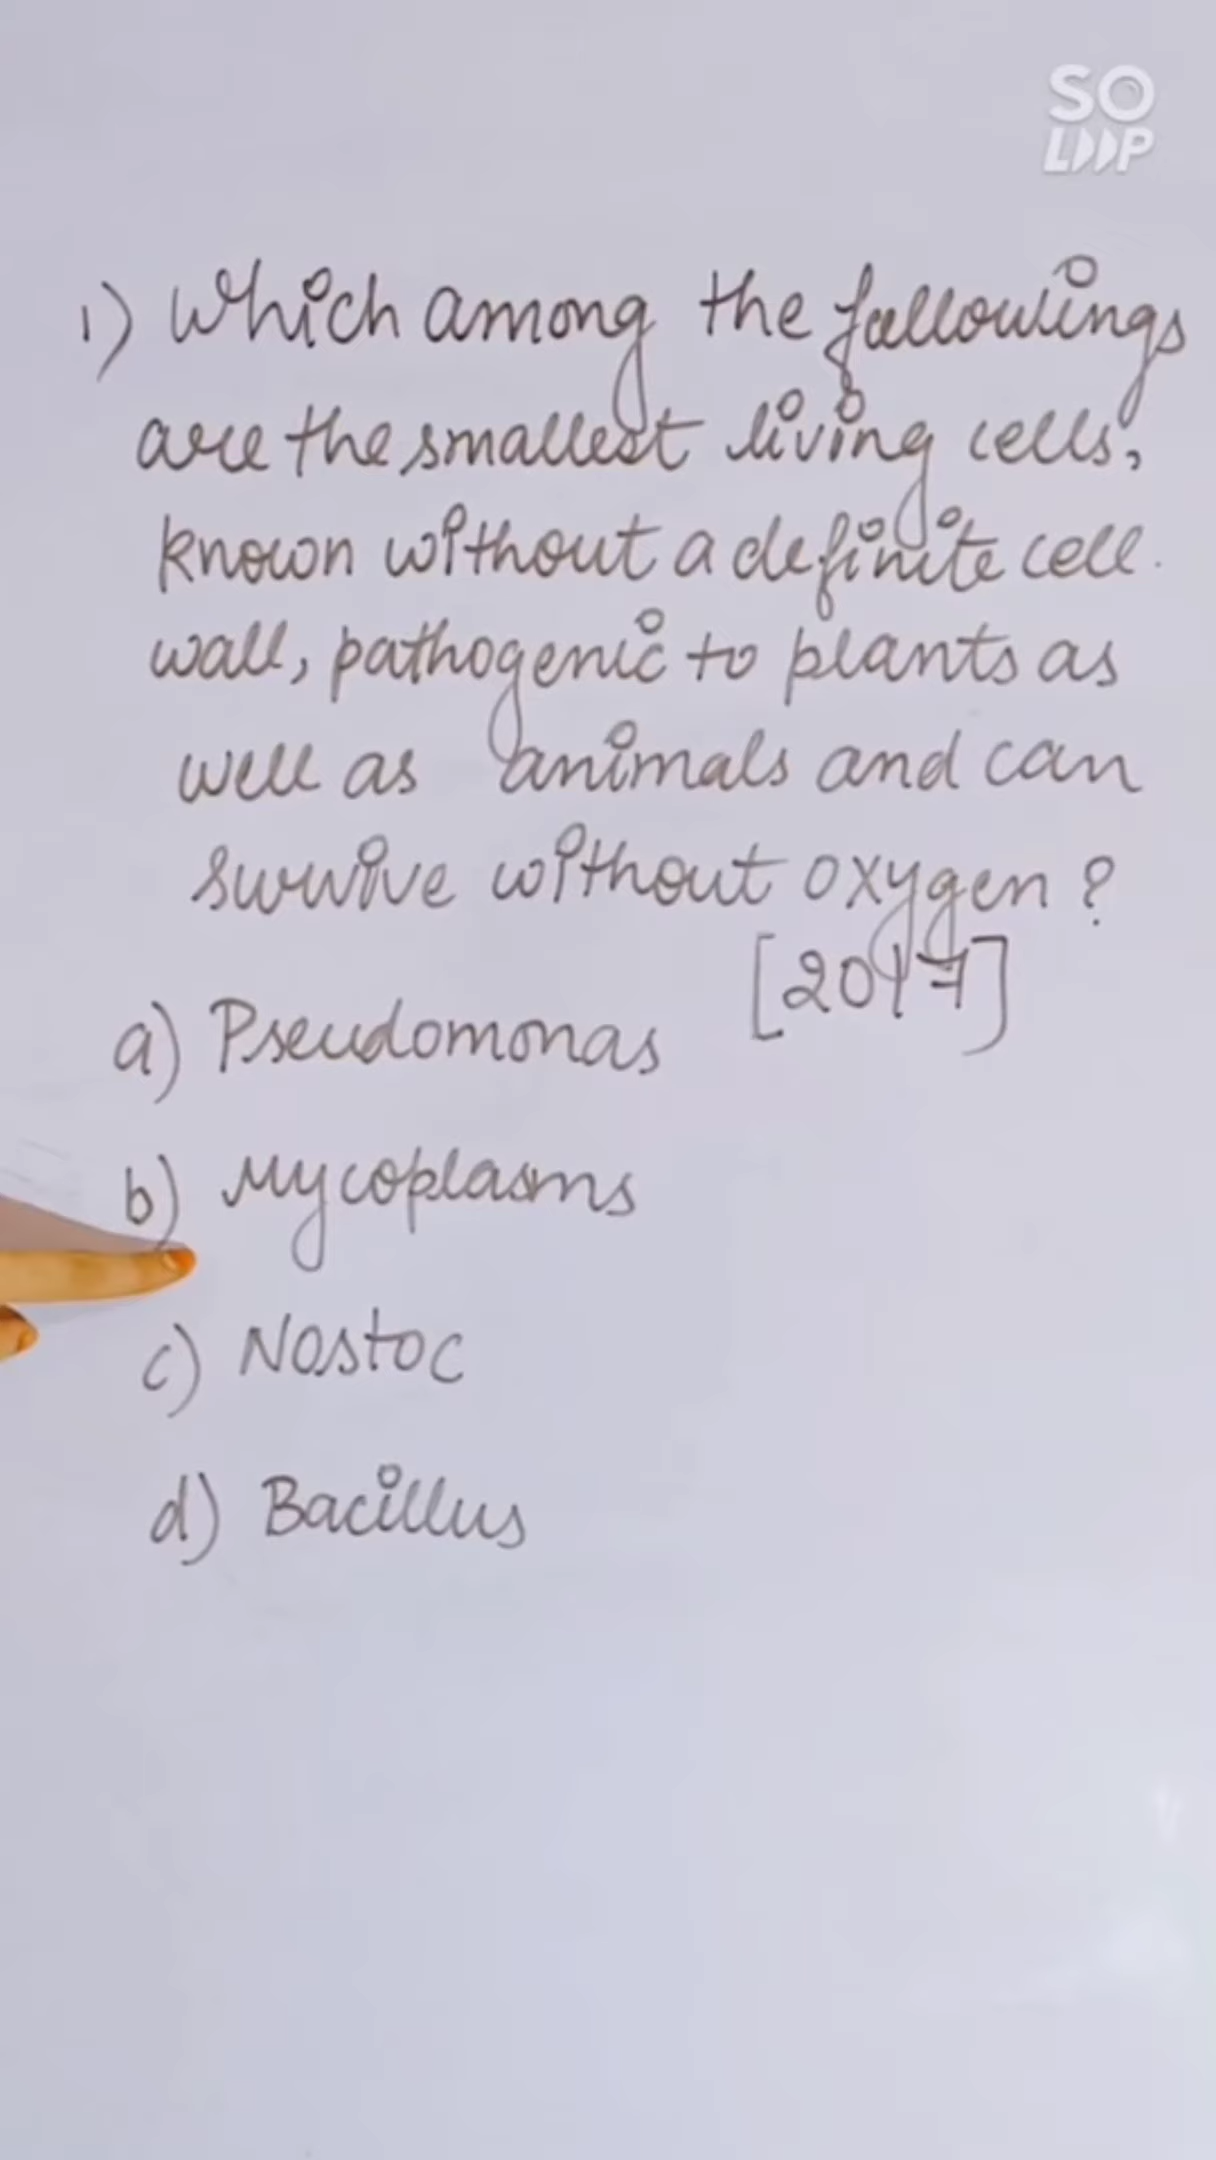 SO
LOOP
1) Which among the fallowings
are the smallest living cells,
known without a definite cell
wall, pathogenic to plants as
well as animals and can
survive without oxygen?
[2017]
a) Pseudomonas
b) Mycoplasms
c) Nostoc
d) Bacillus